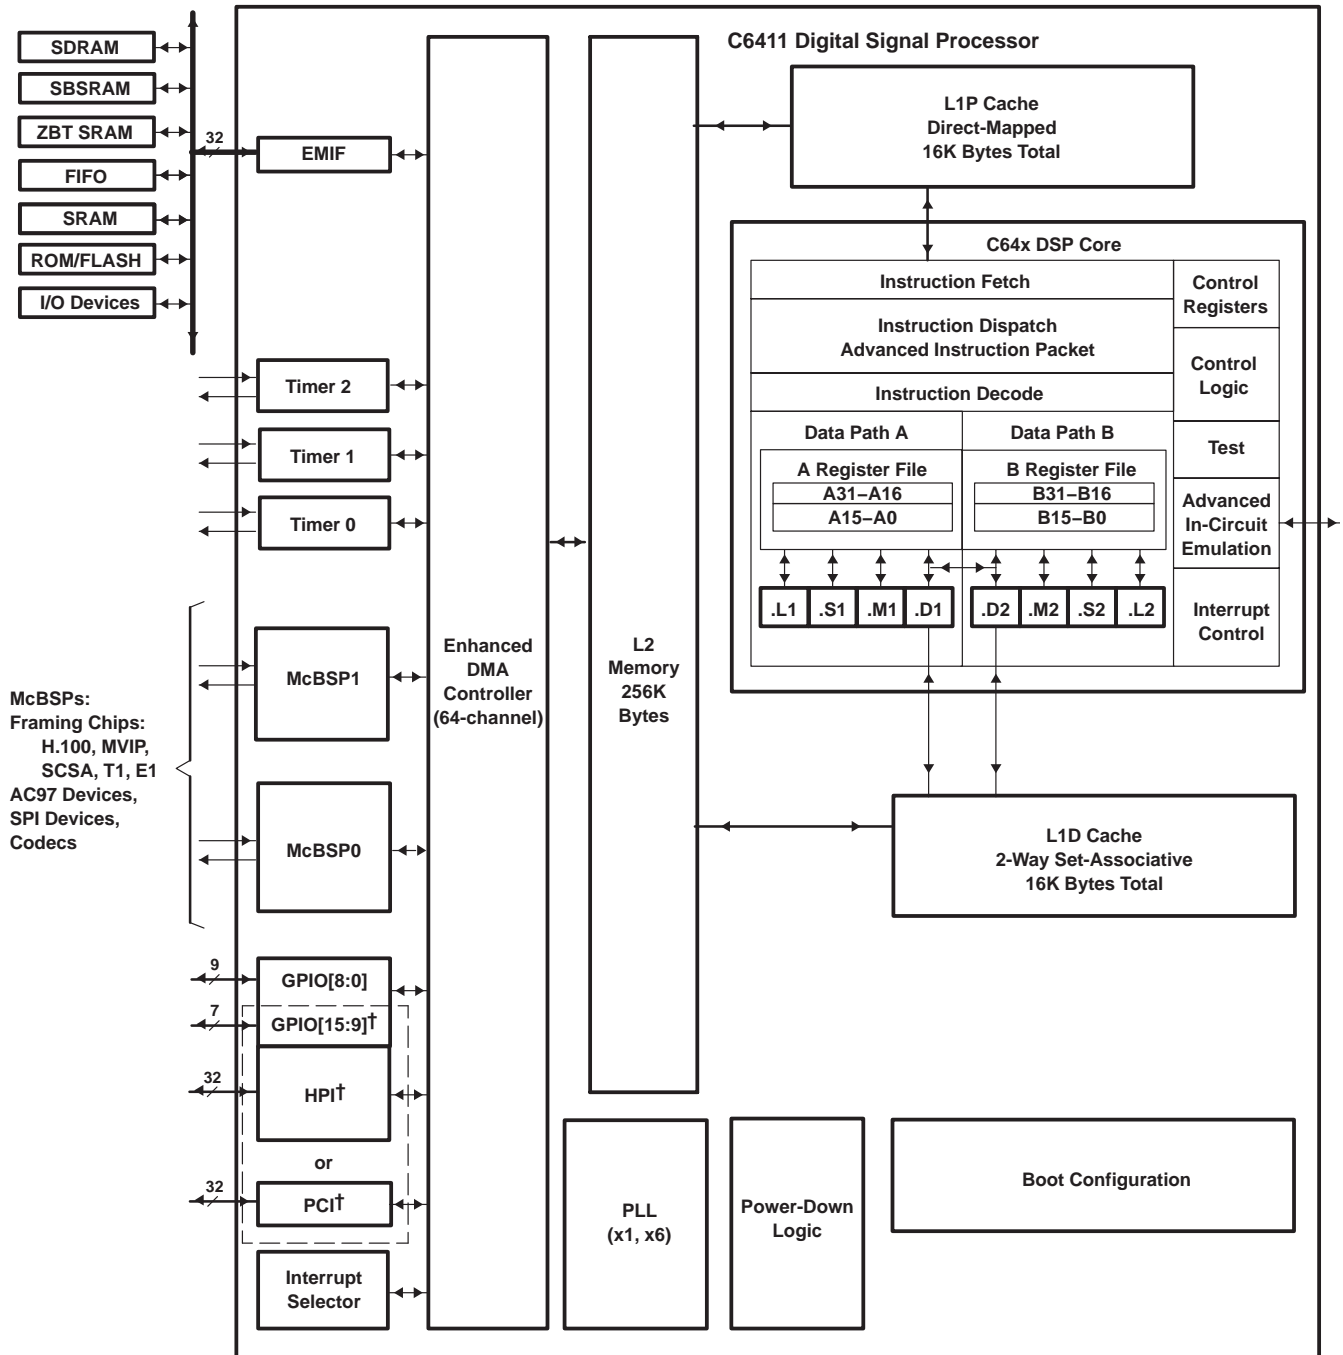 C6411 Digital Signal Processor
SDRAM
SBSRAM
ZBT SRAM
FIFO
SRAM
ROM/FLASH
I/O Devices
32
EMIF
Timer 2
Timer 1
Timer 0
McBSPs:
Framing Chips:
H.100, MVIP,
SCSA, T1, E1
AC97 Devices,
SPI Devices,
Codecs
McBSP1
McBSP0
9
GPIO[8:0]
7
GPIO[15:9]†
32
HPI†
or
32
PCI†
Interrupt
Selector
Enhanced
DMA
Controller
(64-channel)
L2
Memory
256K
Bytes
L1P Cache
Direct-Mapped
16K Bytes Total
C64x DSP Core
Instruction Fetch
Instruction Dispatch
Advanced Instruction Packet
Instruction Decode
Data Path A
A Register File
A31–A16
A15–A0
.L1
.S1
.M1
.D1
Data Path B
B Register File
B31–B16
B15–B0
.D2
.M2
.S2
.L2
Control
Registers
Control
Logic
Test
Advanced
In-Circuit
Emulation
Interrupt
Control
L1D Cache
2-Way Set-Associative
16K Bytes Total
PLL
(x1, x6)
Power-Down
Logic
Boot Configuration